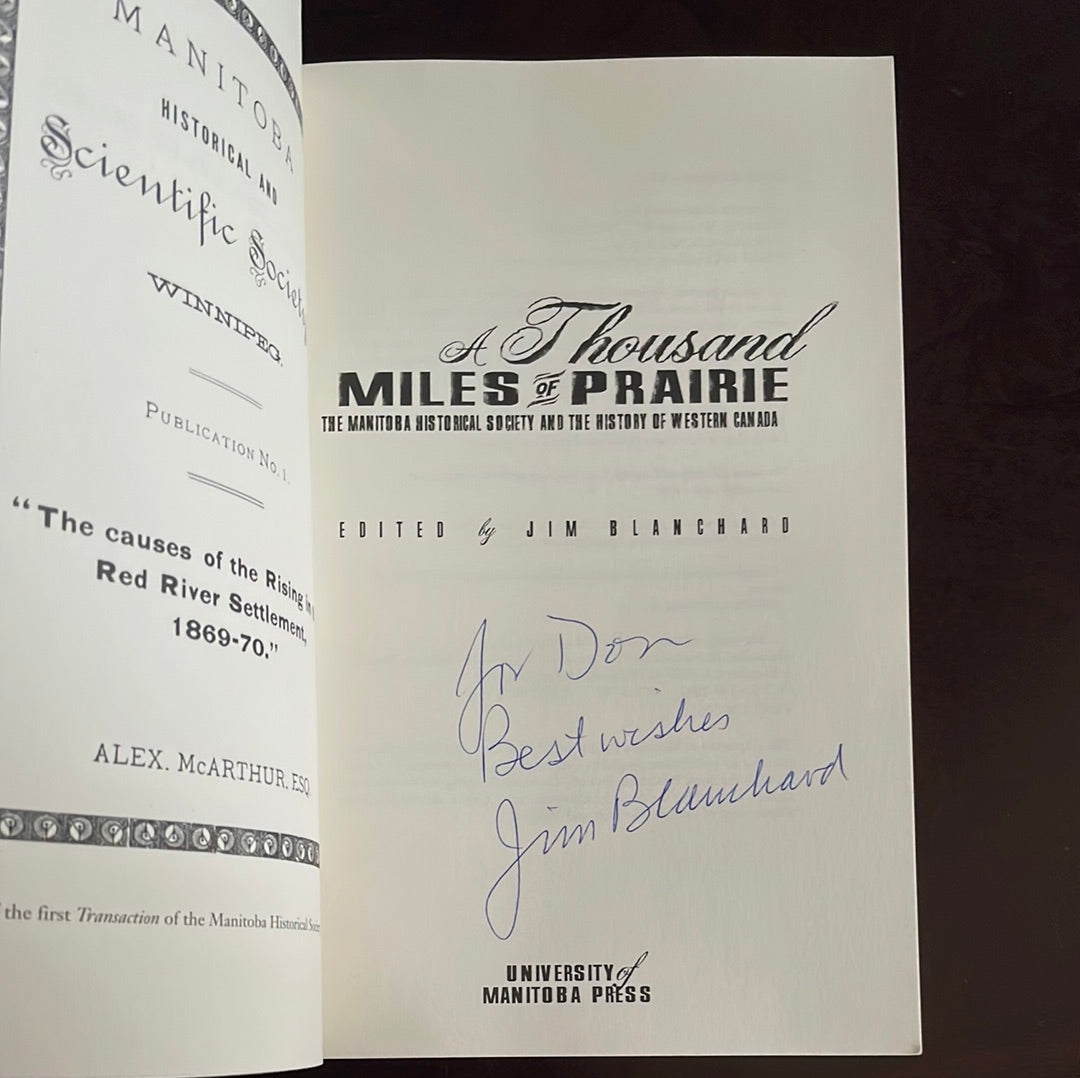 MANITOBA
HISTORICAL AND
Scientific Society
WINNIPEG.
PUBLICATION No. 1.
“The causes of the Rising in
Red River Settlement,
1869-70.”
ALEX. McARTHUR, ESQ
the first Transaction of the Manitoba Historical
A Thousand
MILES OF PRAIRIE
THE MANITOBA HISTORICAL SOCIETY AND THE HISTORY OF WESTERN CANADA
EDITED by JIM BLANCHARD
For Don
Best wishes
Jim Blanchard
UNIVERSITY of
MANITOBA PRESS